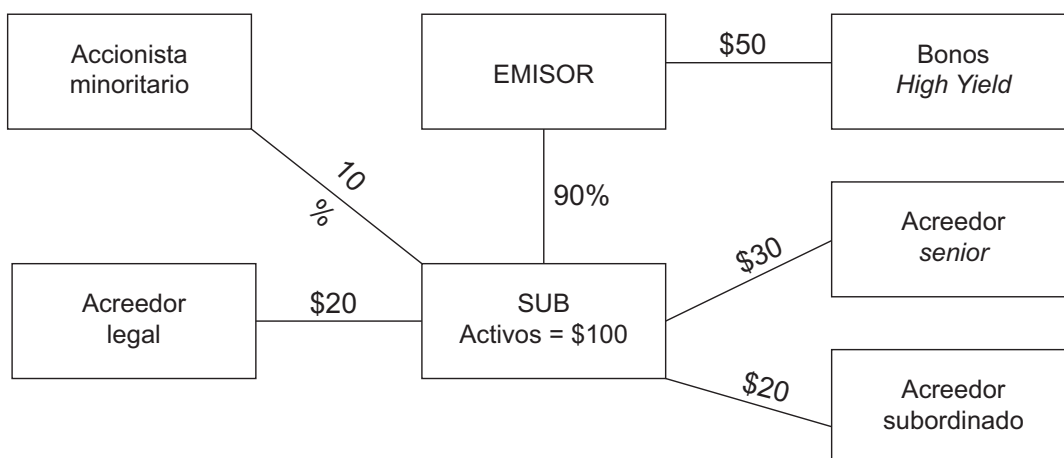 Accionista
minoritario
EMISOR
$50
Bonos
High Yield
10
%
90%
Acreedor
senior
$30
Acreedor
legal
$20
SUB
Activos = $100
$20
Acreedor
subordinado